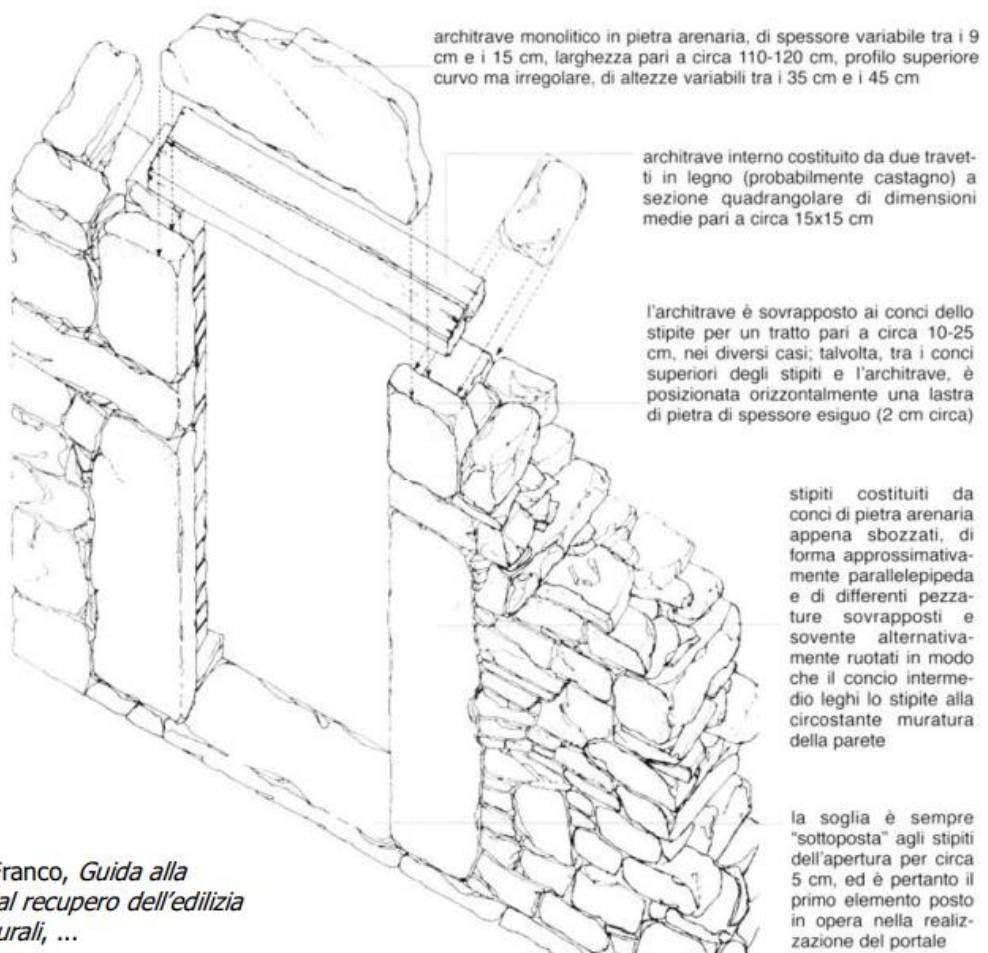 architrave monolitico in pietra arenaria, di spessore variabile tra i 9
cm e i 15 cm, larghezza pari a circa 110-120 cm, profilo superiore
curvo ma irregolare, di altezze variabili tra i 35 cm e i 45 cm
architrave interno costituito da due travet-
ti in legno (probabilmente castagno) a
sezione quadrangolare di dimensioni
medie pari a circa 15x15 cm
l'architrave è sovrapposto ai conci dello
stipite per un tratto pari a circa 10-25
cm, nei diversi casi; talvolta, tra i conci
superiori degli stipiti e l'architrave, è
posizionata orizzontalmente una lastra
di pietra di spessore esiguo (2 cm circa)
stipiti costituiti da
conci di pietra arenaria
appena sbozzati, di
forma approssimativa-
mente parallelepipeda
e di differenti pezza-
ture sovrapposti e
sovente alternativa-
mente ruotati in modo
che il concio interme-
dio leghi lo stipite alla
circostante muratura
della parete
la soglia è sempre
"sottoposta" agli stipiti
dell'apertura per circa
5 cm, ed è pertanto il
primo elemento posto
in opera nella realiz-
zazione del portale
Franco, Guida alla
al recupero dell'edilizia
urali, ...